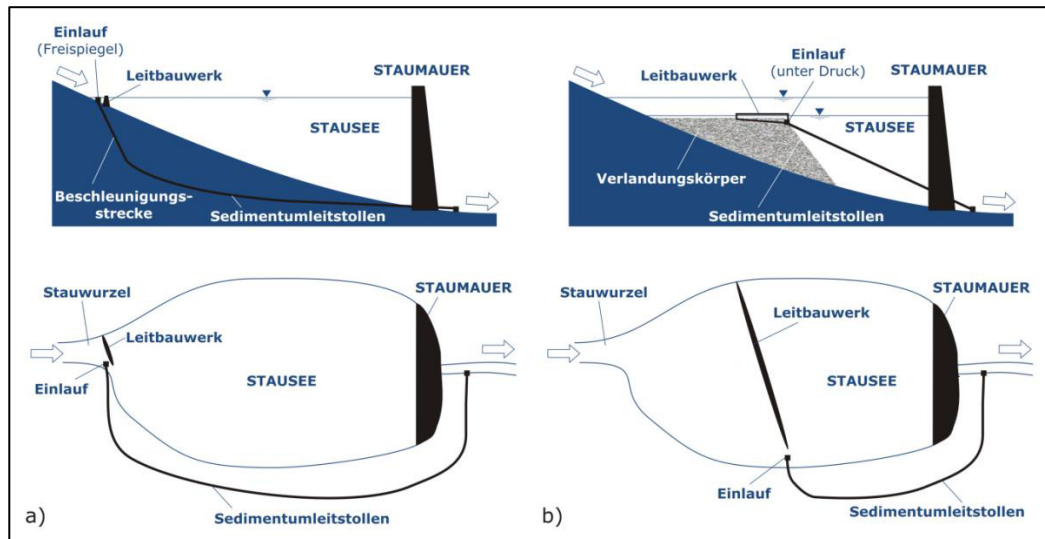 Einlauf
(Freispiegel)
Leitbauwerk
STAUMAUER
STAUSEE
Beschleunigungs-
strecke
Sedimentumleitstollen
Einlauf
(unter Druck)
Leitbauwerk
STAUMAUER
STAUSEE
Verlandungskörper
Sedimentumleitstollen
Stauwurzel
STAUMAUER
Leitbauwerk
STAUSEE
Einlauf
Sedimentumleitstollen
a)
Stauwurzel
STAUMAUER
Leitbauwerk
STAUSEE
Einlauf
Sedimentumleitstollen
b)